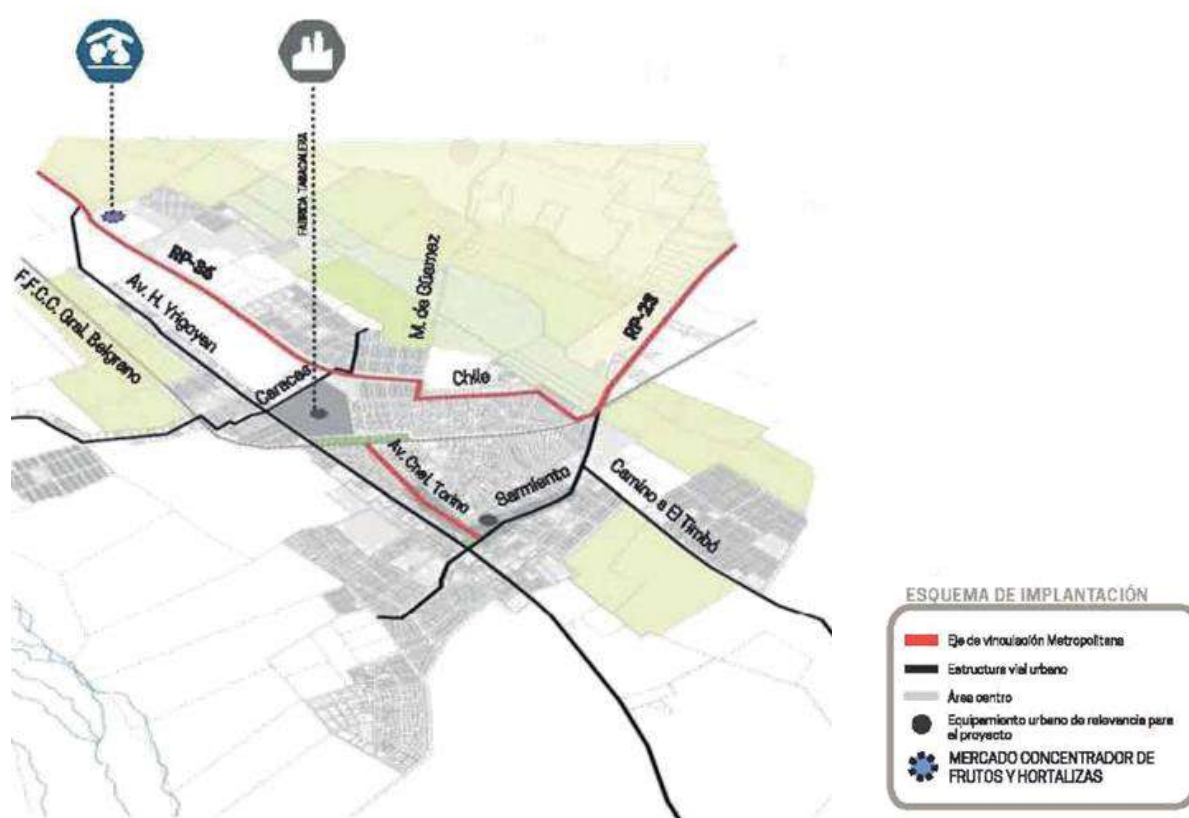 FABRICA TABACALERA
RP-36
Av. H. Yrigoyen
F.F.C.C. Gral. Belgrano
Caracas
M. de Güemez
Chile
RP-23
Av. Cnel. Torino
Sarmiento
Camino a El Timbó
ESQUEMA DE IMPLANTACIÓN
Eje de vinculación Metropolitana
Estructura vial urbano
Área centro
Equipamiento urbano de relevancia para
el proyecto
MERCADO CONCENTRADOR DE
FRUTOS Y HORTALIZAS